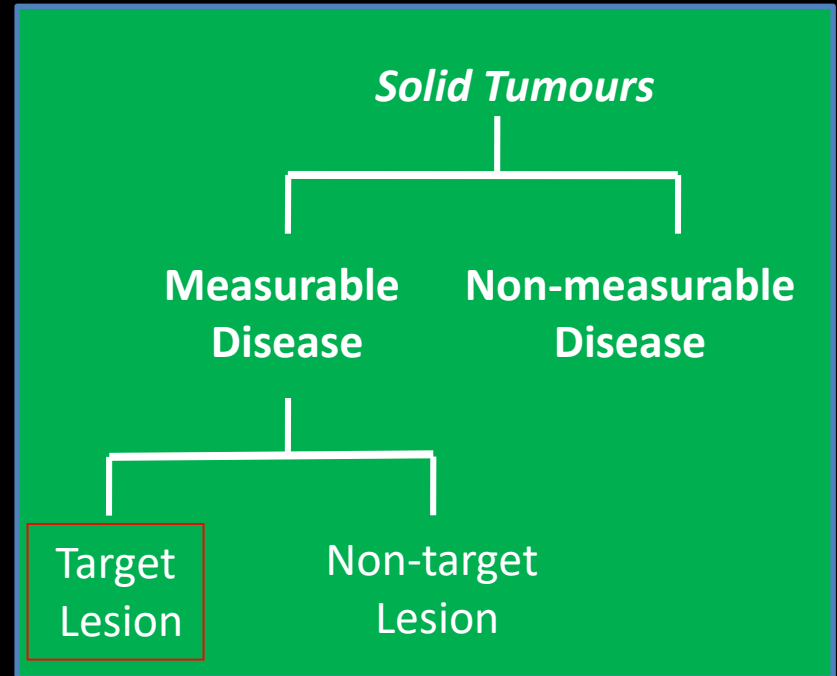 Solid Tumours
Measurable
Disease
Non-measurable
Disease
Target
Lesion
Non-target
Lesion